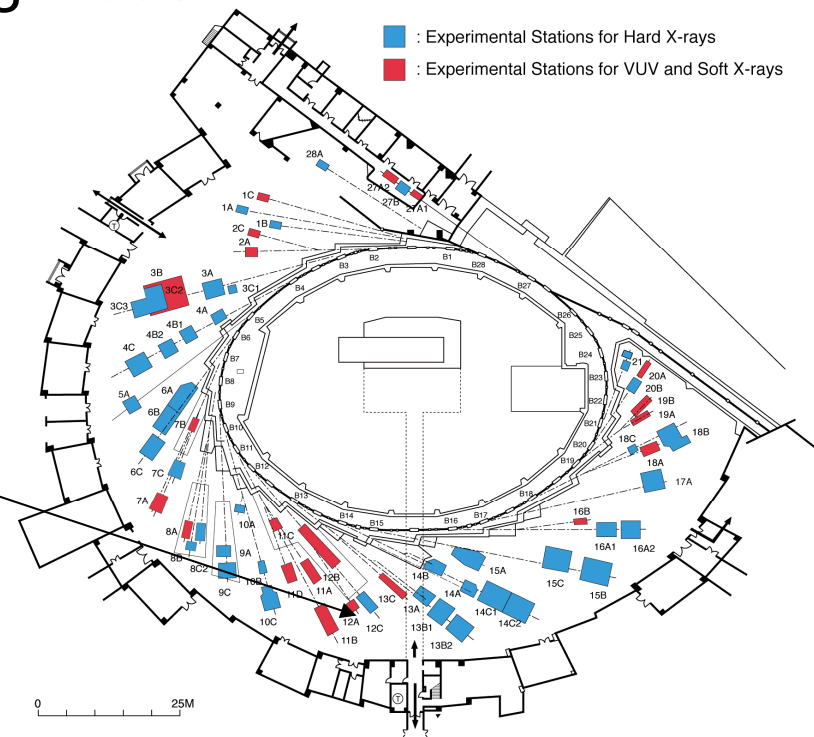 : Experimental Stations for Hard X-rays
: Experimental Stations for VUV and Soft X-rays
28A
27A2
27B
27A1
1C
1A
1B
2C
2A
B2
B1
B3
B28
3B
3A
3C2
3C1
3C3
B4
B27
4A
B5
B26
4B1
4B2
4C
B6
B25
B7
B24
21
B8
B23
20A
5A
6A
20B
B22
19B
6B
B9
19A
7B
B10
B21
18B
6C
B11
B20
18C
7C
B12
B19
18A
17A
B13
B18
7A
B14
B15
B16
B17
16B
8A
10A
11C
16A1
16A2
8B
8C2
9A
9C
10B
12B
11D
11A
13C
14B
15A
15C
15B
14A
14C1
14C2
13A
10C
12A
12C
11B
13B1
13B2
T
T
0
25M